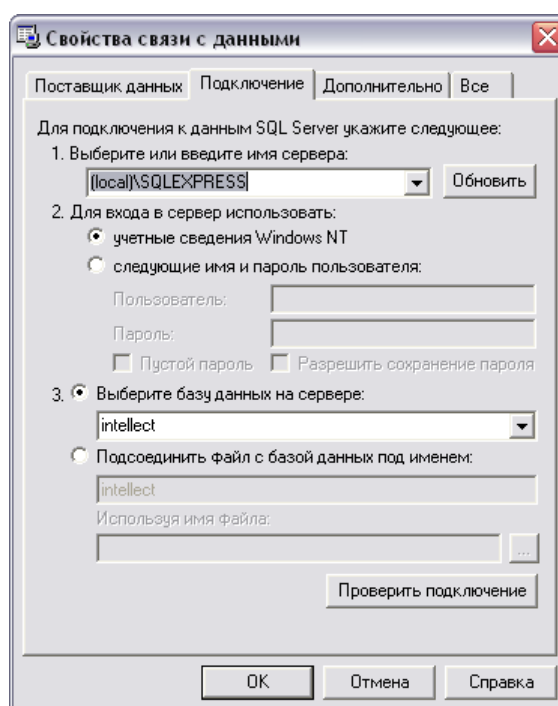 Свойства связи с данными
Поставщик данных Подключение Дополнительно Все
Для подключения к данным SQL Server укажите следующее:
1. Выберите или введите имя сервера:
(local)\SQLEXPRESS Обновить
2. Для входа в сервер использовать:
учетные сведения Windows NT
следующие имя и пароль пользователя:
Пользователь:
Пароль:
Пустой пароль Разрешить сохранение пароля
3. Выберите базу данных на сервере:
intellect
Подсоединить файл с базой данных под именем:
intellect
Используя имя файла:
...
Проверить подключение
OK Отмена Справка